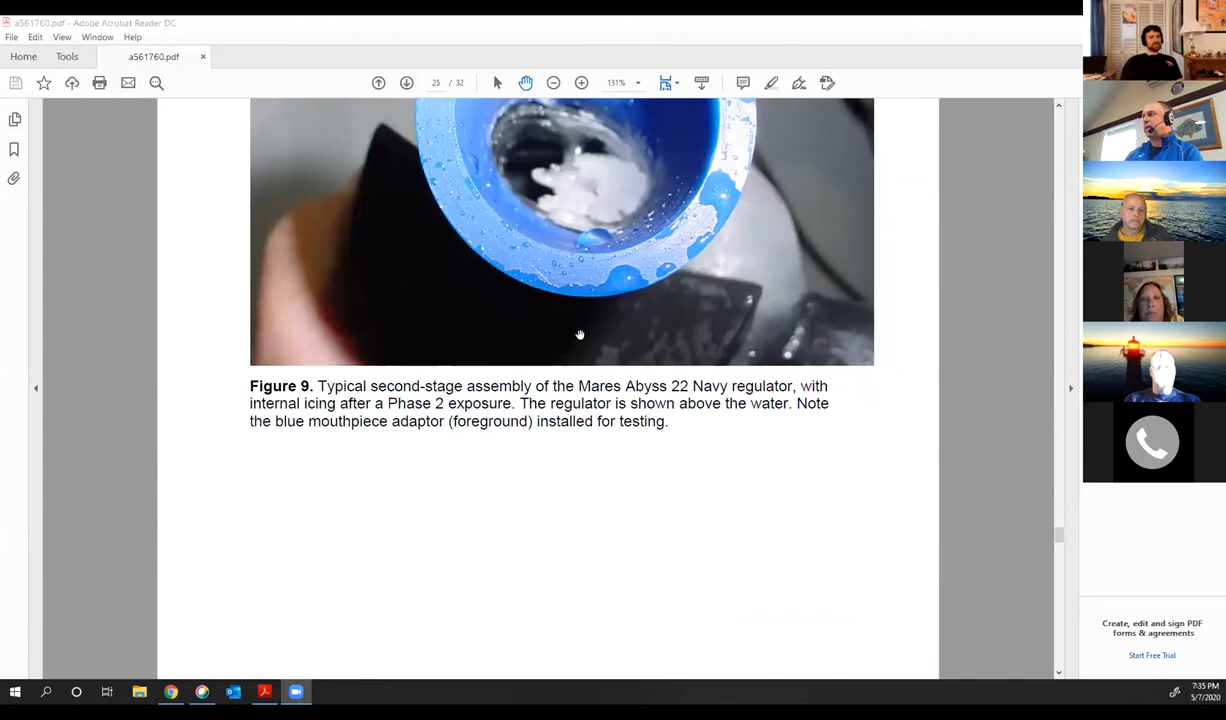 a561760.pdf - Adobe Acrobat Reader DC
File Edit View Window Help
Home Tools a561760.pdf ×
25 / 32 131%
Figure 9. Typical second-stage assembly of the Mares Abyss 22 Navy regulator, with
internal icing after a Phase 2 exposure. The regulator is shown above the water. Note
the blue mouthpiece adaptor (foreground) installed for testing.
Create, edit and sign PDF
forms & agreements
Start Free Trial
7:35 PM
5/7/2020